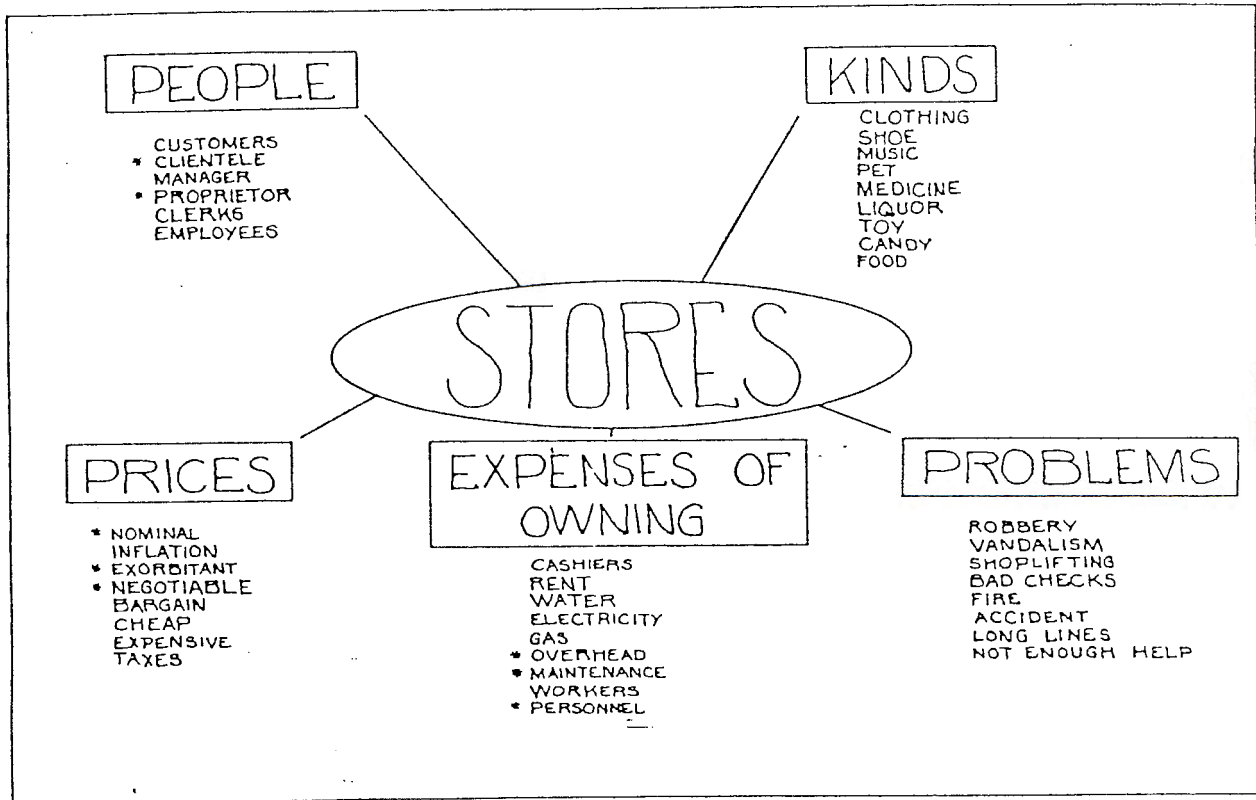 PEOPLE
CUSTOMERS
* CLIENTELE
MANAGER
* PROPRIETOR
CLERKS
EMPLOYEES
KINDS
CLOTHING
SHOE
MUSIC
PET
MEDICINE
LIQUOR
TOY
CANDY
FOOD
STORES
PRICES
* NOMINAL
INFLATION
* EXORBITANT
* NEGOTIABLE
BARGAIN
CHEAP
EXPENSIVE
TAXES
EXPENSES OF
OWNING
CASHIERS
RENT
WATER
ELECTRICITY
GAS
* OVERHEAD
* MAINTENANCE
WORKERS
* PERSONNEL
PROBLEMS
ROBBERY
VANDALISM
SHOPLIFTING
BAD CHECKS
FIRE
ACCIDENT
LONG LINES
NOT ENOUGH HELP